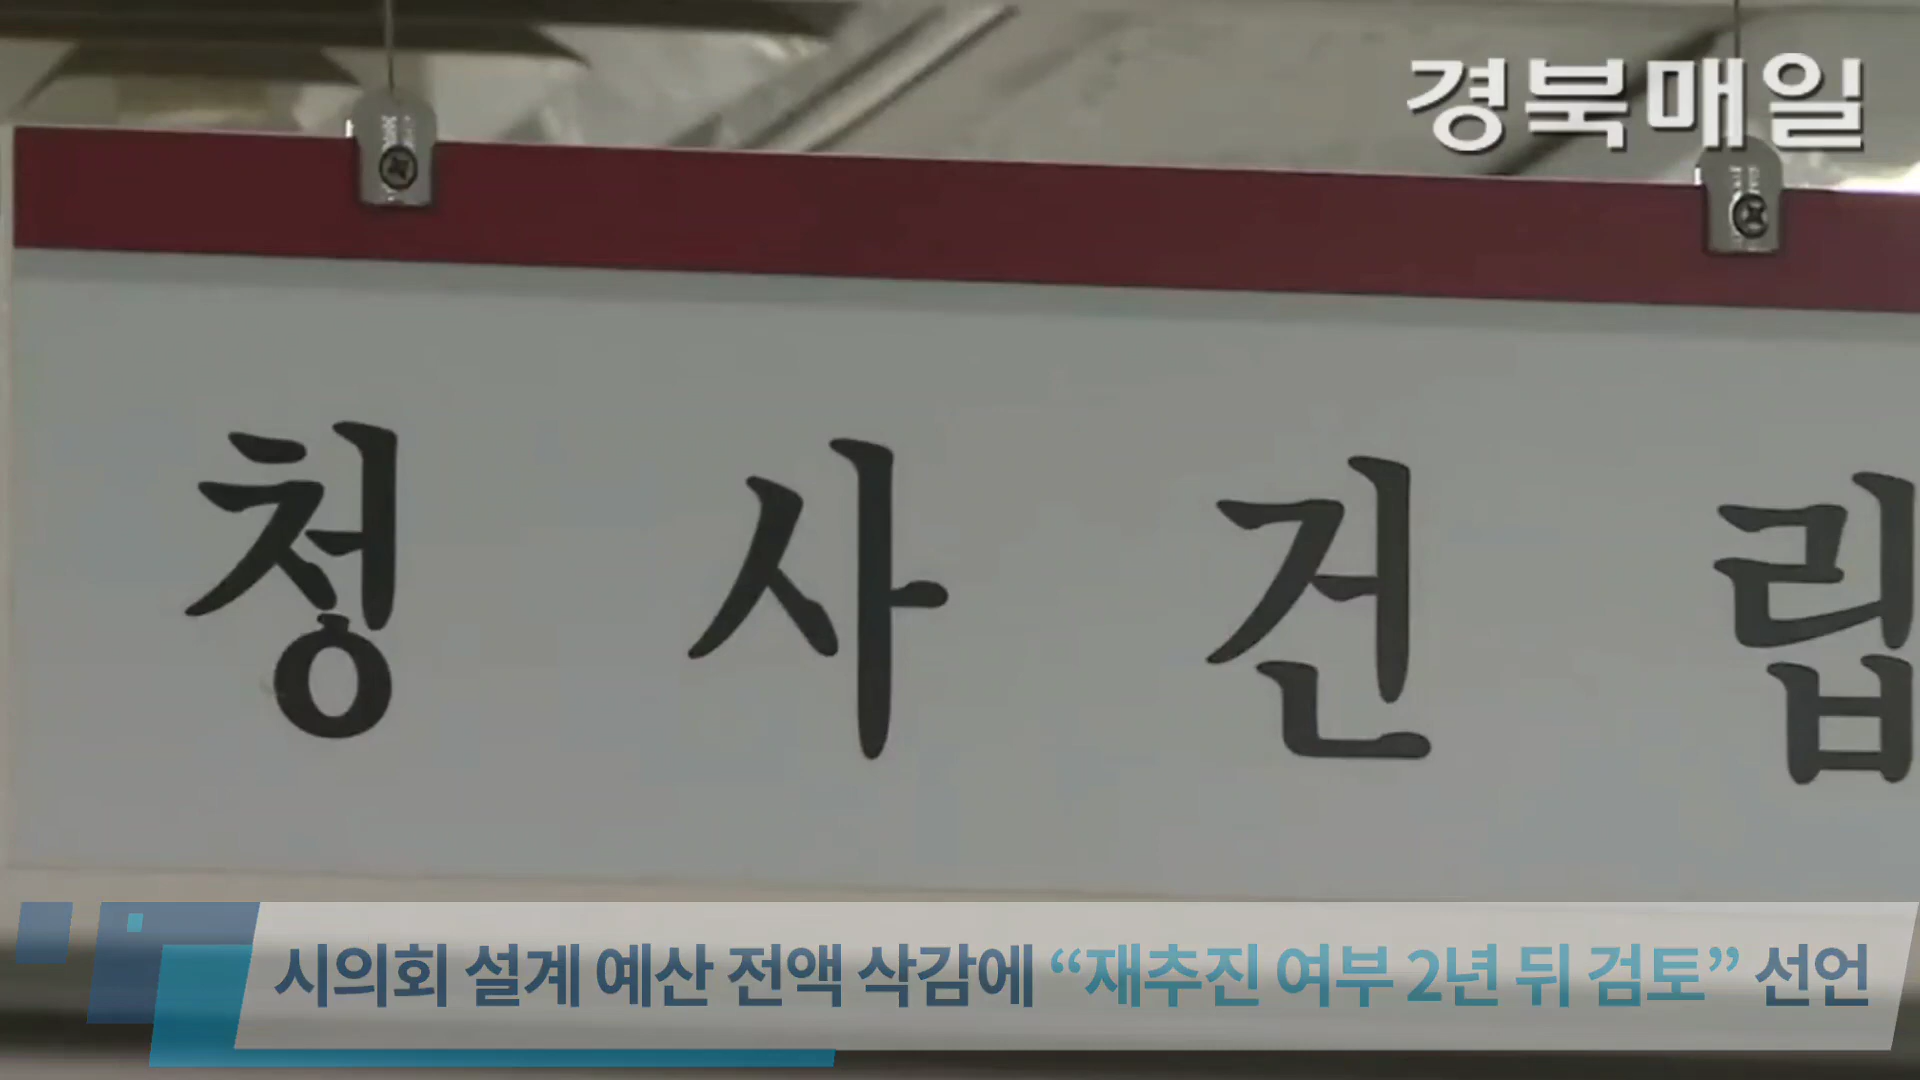 경북매일
청 사 건 립
시의회 설계 예산 전액 삭감에 “재추진 여부 2년 뒤 검토” 선언